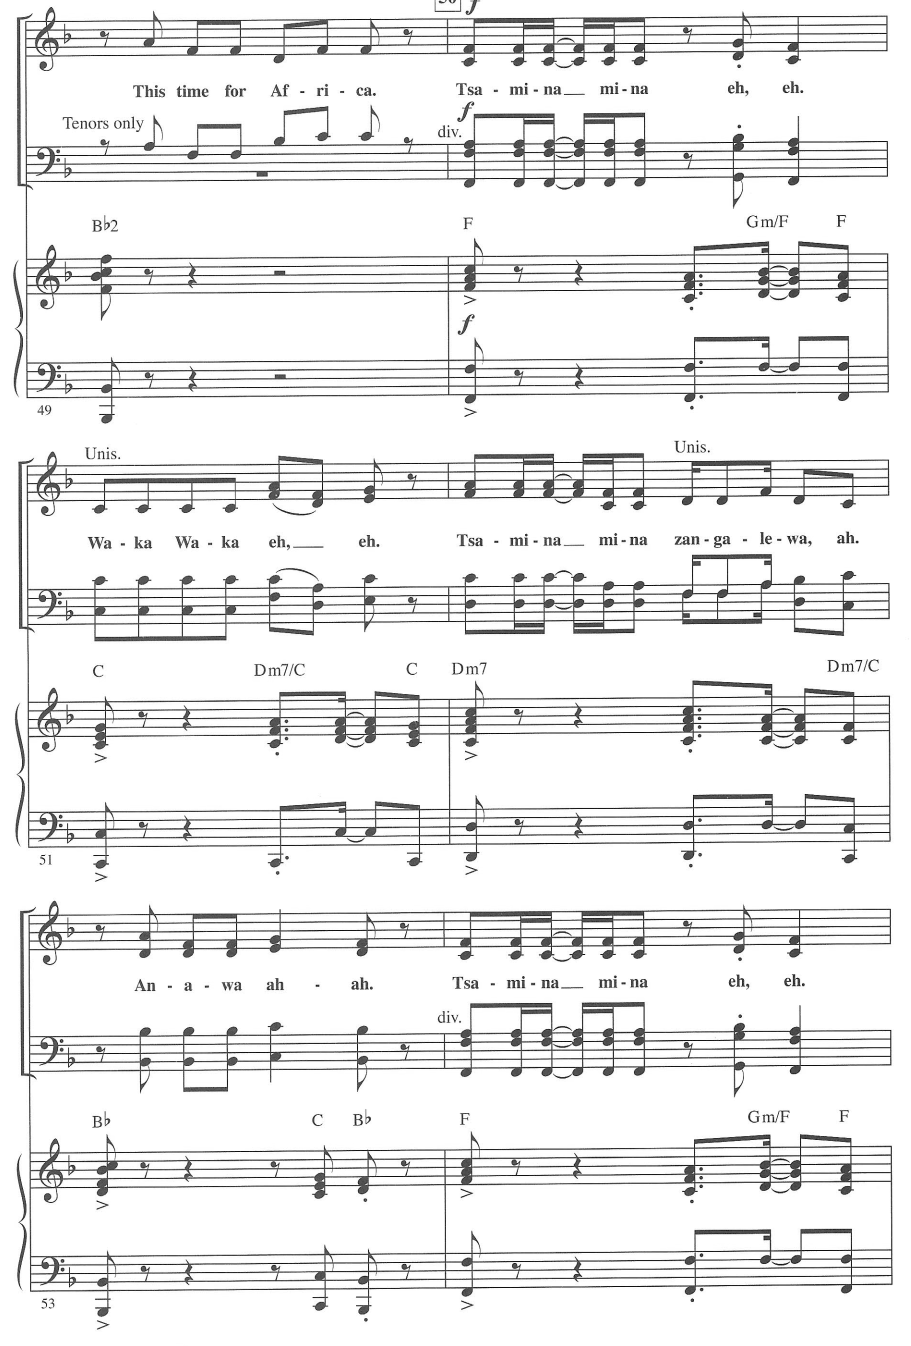 50 f
This time for Af - ri - ca. Tsa - mi - na mi - na eh, eh.
Tenors only div. f
B♭2 F Gm/F F
f
49
Unis. Unis.
Wa - ka Wa - ka eh, eh. Tsa - mi - na mi - na zan - ga - le - wa, ah.
C Dm7/C C Dm7 Dm7/C
51
An - a - wa ah - ah. Tsa - mi - na mi - na eh, eh.
div.
B♭ C B♭ F Gm/F F
53